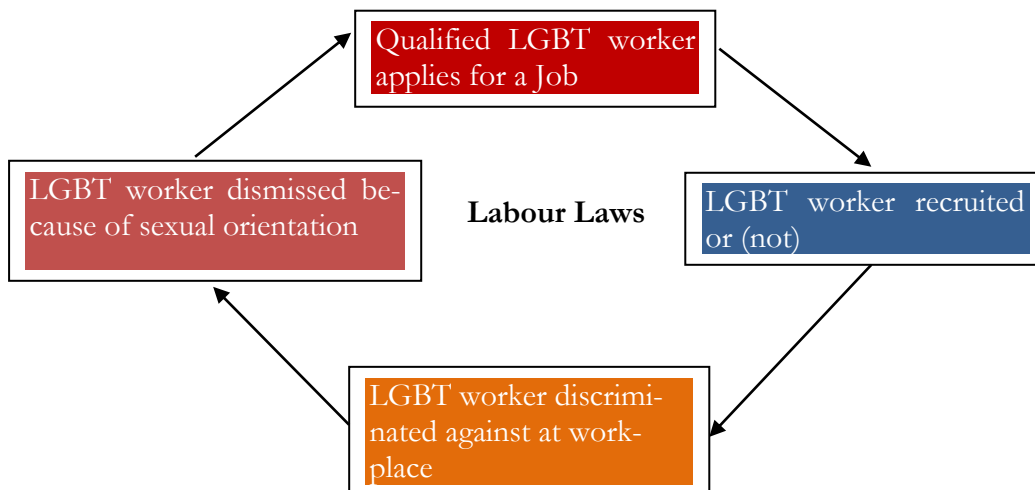 Qualified LGBT worker
applies for a Job
LGBT worker dismissed be-
cause of sexual orientation
Labour Laws
LGBT worker recruited
or (not)
LGBT worker discrimi-
nated against at work-
place